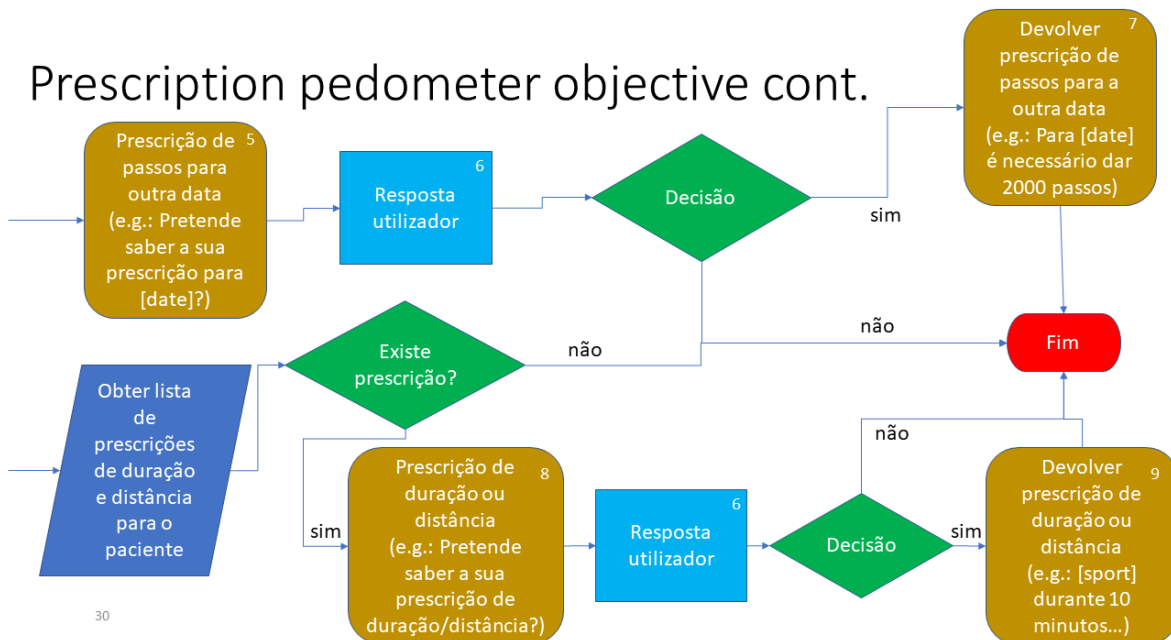 Prescription pedometer objective cont.
5
Prescrição de
passos para
outra data
(e.g.: Pretende
saber a sua
prescrição para
[date]?)
6
Resposta
utilizador
Decisão
sim
7
Devolver
prescrição de
passos para a
outra data
(e.g.: Para [date]
é necessário dar
2000 passos)
não
Fim
Obter lista
de
prescrições
de duração
e distância
para o
paciente
Existe
prescrição?
não
sim
8
Prescrição de
duração ou
distância
(e.g.: Pretende
saber a sua
prescrição de
duração/distância?)
6
Resposta
utilizador
Decisão
não
sim
9
Devolver
prescrição de
duração ou
distância
(e.g.: [sport]
durante 10
minutos...)
30